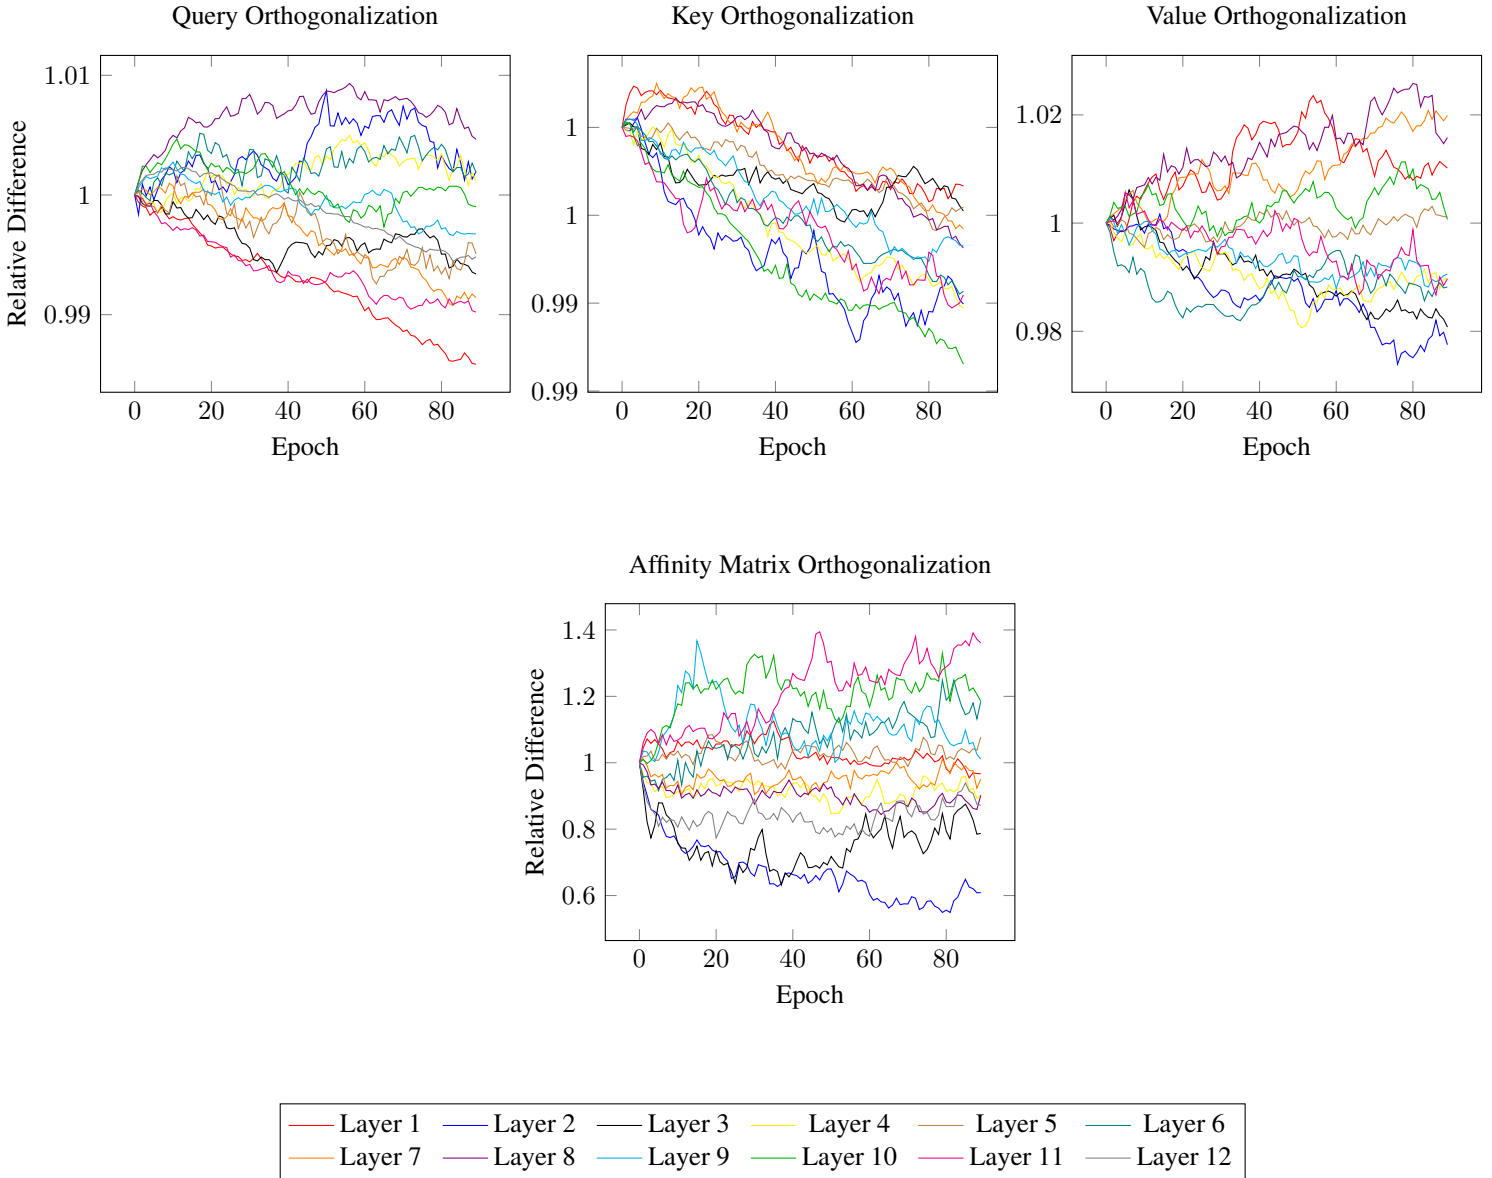 Query Orthogonalization
Key Orthogonalization
Value Orthogonalization
Relative Difference
1.01
1
0.99
0 20 40 60 80
Epoch
1
1
0.99
0.99
0 20 40 60 80
Epoch
1.02
1
0.98
0 20 40 60 80
Epoch
Affinity Matrix Orthogonalization
Relative Difference
1.4
1.2
1
0.8
0.6
0 20 40 60 80
Epoch
Layer 1 Layer 2 Layer 3 Layer 4 Layer 5 Layer 6
Layer 7 Layer 8 Layer 9 Layer 10 Layer 11 Layer 12